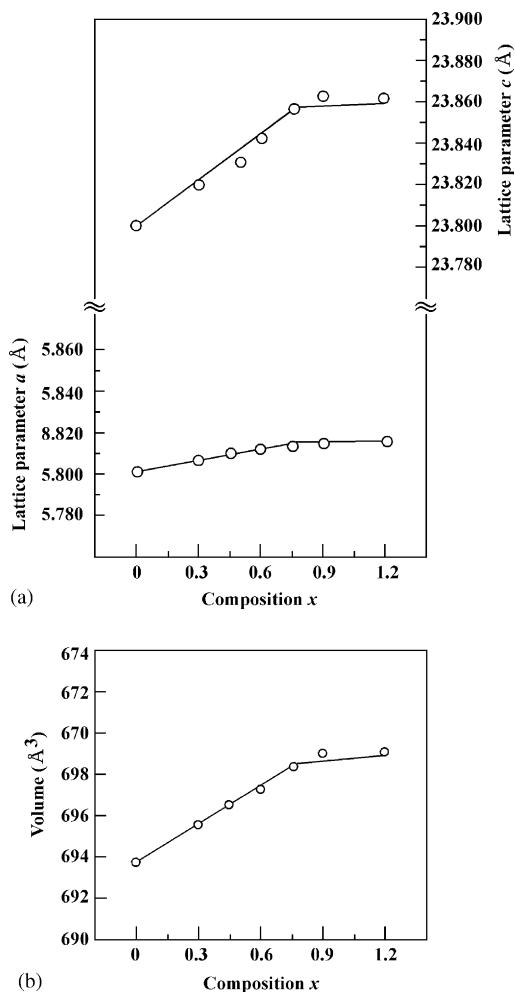 23.900
23.880
23.860
23.840
23.820
23.800
23.780
Lattice parameter c (Å)
5.860
5.840
8.820
5.800
5.780
Lattice parameter a (Å)
0 0.3 0.6 0.9 1.2
(a) Composition x
674
672
670
698
696
694
692
690
Volume (Å3)
0 0.3 0.6 0.9 1.2
(b) Composition x